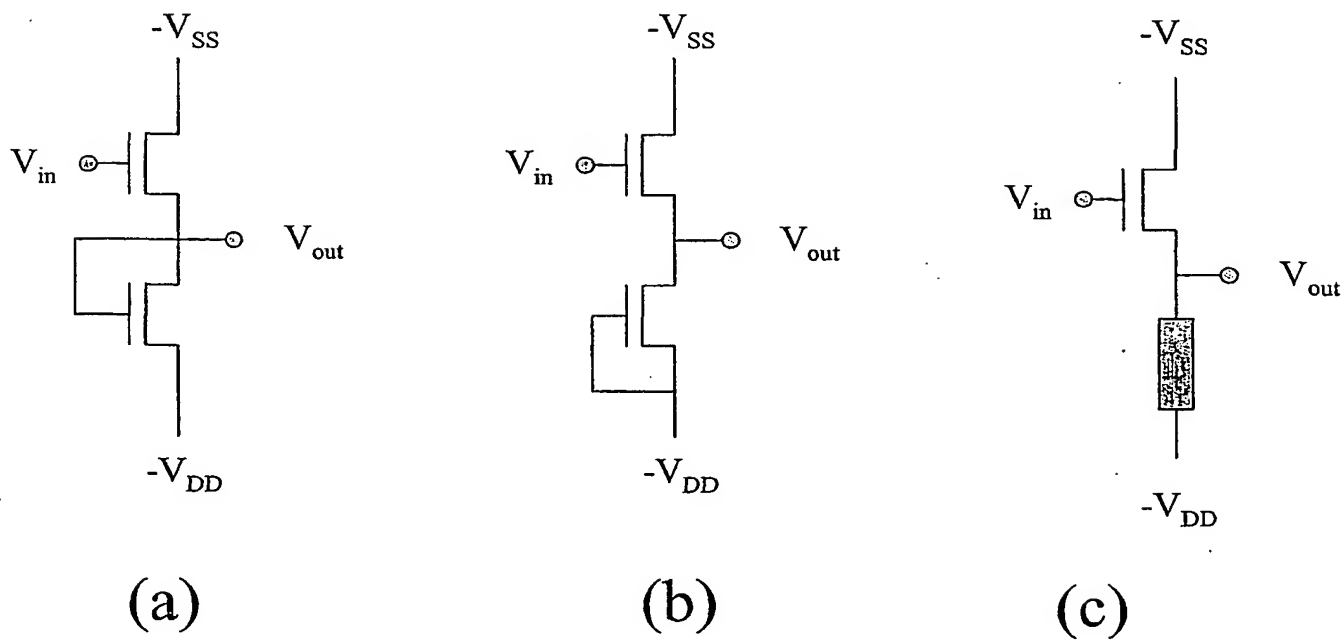 -V_SS
V_in
V_out
-V_DD
(a)
-V_SS
V_in
V_out
-V_DD
(b)
-V_SS
V_in
V_out
-V_DD
(c)